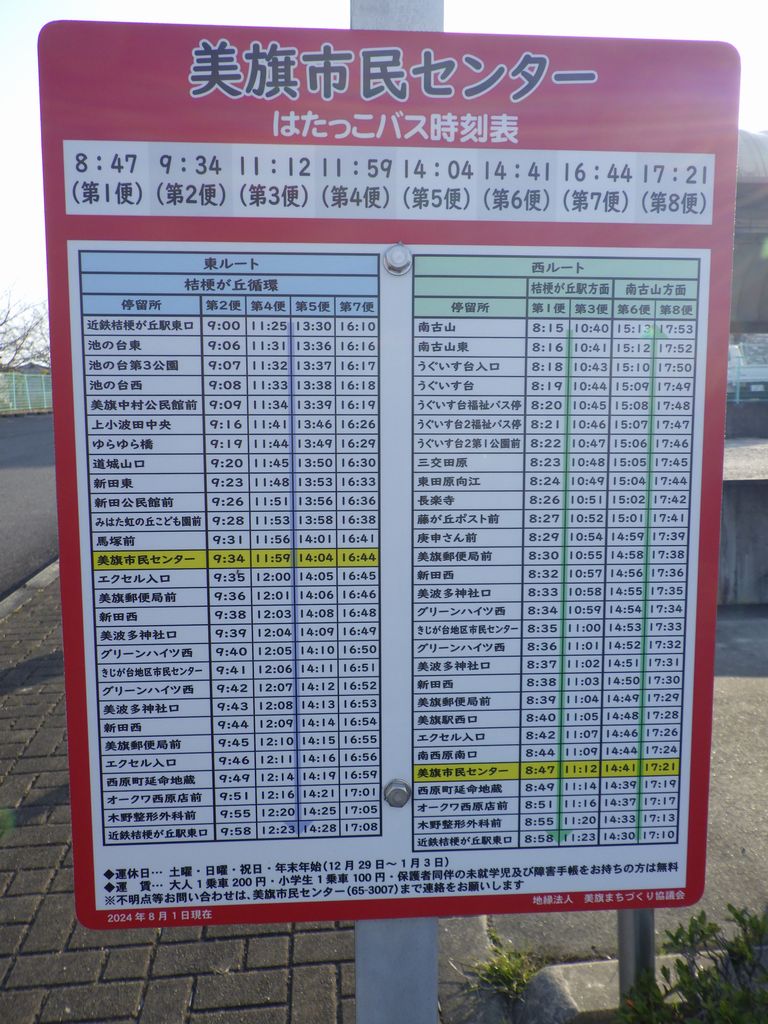 美旗市民センター
はたっこバス時刻表
8：47 9：34 11：12 11：59 14：04 14：41 16：44 17：21
(第1便) (第2便) (第3便) (第4便) (第5便) (第6便) (第7便) (第8便)
東ルート
桔梗が丘循環
停留所 第2便 第4便 第5便 第7便
近鉄桔梗が丘駅東口 9:00 11:25 13:30 16:10
池の台東 9:06 11:31 13:36 16:16
池の台第3公園 9:07 11:32 13:37 16:17
池の台西 9:08 11:33 13:38 16:18
美旗中村公民館前 9:09 11:34 13:39 16:19
上小波田中央 9:16 11:41 13:46 16:26
ゆらゆら橋 9:19 11:44 13:49 16:29
道城山口 9:20 11:45 13:50 16:30
新田東 9:23 11:48 13:53 16:33
新田公民館前 9:26 11:51 13:56 16:36
みはた虹の丘こども園前 9:28 11:53 13:58 16:38
馬塚前 9:31 11:56 14:01 16:41
美旗市民センター 9:34 11:59 14:04 16:44
エクセル入口 9:35 12:00 14:05 16:45
美旗郵便局前 9:36 12:01 14:06 16:46
新田西 9:38 12:03 14:08 16:48
美波多神社口 9:39 12:04 14:09 16:49
グリーンハイツ西 9:40 12:05 14:10 16:50
きじが台地区市民センター 9:41 12:06 14:11 16:51
グリーンハイツ西 9:42 12:07 14:12 16:52
美波多神社口 9:43 12:08 14:13 16:53
新田西 9:44 12:09 14:14 16:54
美旗郵便局前 9:45 12:10 14:15 16:55
エクセル入口 9:46 12:11 14:16 16:56
西原町延命地蔵 9:49 12:14 14:19 16:59
オークワ西原店前 9:51 12:16 14:21 17:01
木野整形外科前 9:55 12:20 14:25 17:05
近鉄桔梗が丘駅東口 9:58 12:23 14:28 17:08
西ルート
桔梗が丘駅方面 南古山方面
停留所 第1便 第3便 第6便 第8便
南古山 8:15 10:40 15:13 17:53
南古山東 8:16 10:41 15:12 17:52
うぐいす台入口 8:18 10:43 15:10 17:50
うぐいす台 8:19 10:44 15:09 17:49
うぐいす台福祉バス停 8:20 10:45 15:08 17:48
うぐいす台2福祉バス停 8:21 10:46 15:07 17:47
うぐいす台2第1公園前 8:22 10:47 15:06 17:46
三交田原 8:23 10:48 15:05 17:45
東田原向江 8:24 10:49 15:04 17:44
長楽寺 8:26 10:51 15:02 17:42
藤が丘ポスト前 8:27 10:52 15:01 17:41
庚申さん前 8:29 10:54 14:59 17:39
美旗郵便局前 8:30 10:55 14:58 17:38
新田西 8:32 10:57 14:56 17:36
美波多神社口 8:33 10:58 14:55 17:35
グリーンハイツ西 8:34 10:59 14:54 17:34
きじが台地区市民センター 8:35 11:00 14:53 17:33
グリーンハイツ西 8:36 11:01 14:52 17:32
美波多神社口 8:37 11:02 14:51 17:31
新田西 8:38 11:03 14:50 17:30
美旗郵便局前 8:39 11:04 14:49 17:29
美旗駅西口 8:40 11:05 14:48 17:28
エクセル入口 8:42 11:07 14:46 17:26
南西原南口 8:44 11:09 14:44 17:24
美旗市民センター 8:47 11:12 14:41 17:21
西原町延命地蔵 8:49 11:14 14:39 17:19
オークワ西原店前 8:51 11:16 14:37 17:17
木野整形外科前 8:55 11:20 14:33 17:13
近鉄桔梗が丘駅東口 8:58 11:23 14:30 17:10
◆運休日… 土曜・日曜・祝日・年末年始(12月29日～1月3日)
◆運　賃… 大人1乗車200円・小学生1乗車100円・保護者同伴の未就学児及び障害手帳をお持ちの方は無料
※不明点等お問い合わせは、美旗市民センター(65-3007)まで連絡をお願いします
2024年8月1日現在
地縁法人　美旗まちづくり協議会